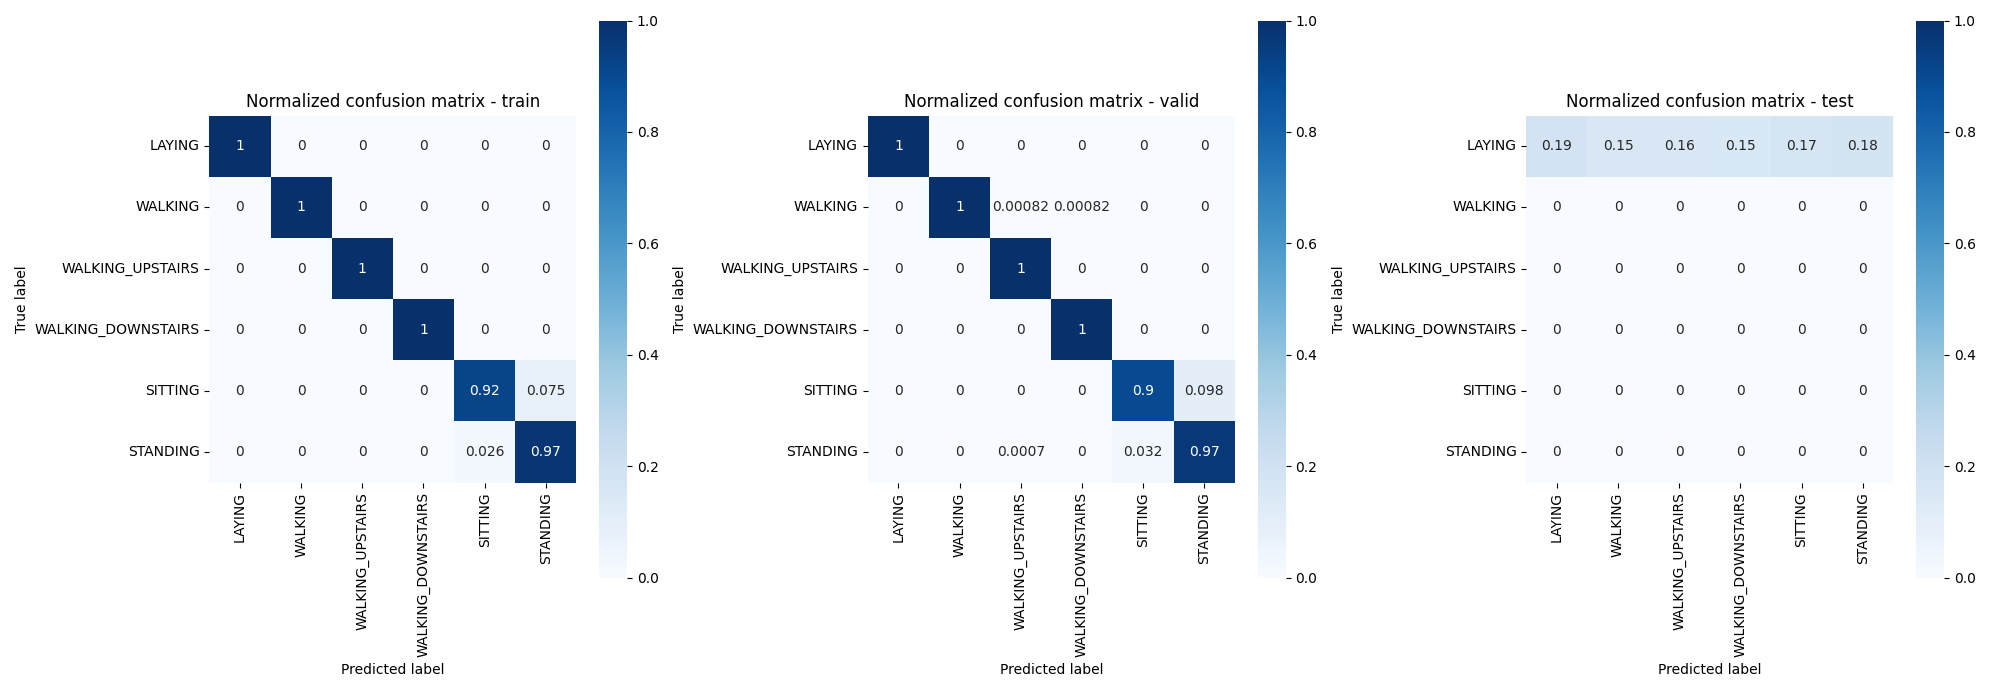 Normalized confusion matrix - train
True label
LAYING 1 0 0 0 0 0
WALKING 0 1 0 0 0 0
WALKING_UPSTAIRS 0 0 1 0 0 0
WALKING_DOWNSTAIRS 0 0 0 1 0 0
SITTING 0 0 0 0 0.92 0.075
STANDING 0 0 0 0 0.026 0.97
LAYING
WALKING
WALKING_UPSTAIRS
WALKING_DOWNSTAIRS
SITTING
STANDING
Predicted label
1.0
0.8
0.6
0.4
0.2
0.0
Normalized confusion matrix - valid
True label
LAYING 1 0 0 0 0 0
WALKING 0 1 0.00082 0.00082 0 0
WALKING_UPSTAIRS 0 0 1 0 0 0
WALKING_DOWNSTAIRS 0 0 0 1 0 0
SITTING 0 0 0 0 0.9 0.098
STANDING 0 0 0.0007 0 0.032 0.97
LAYING
WALKING
WALKING_UPSTAIRS
WALKING_DOWNSTAIRS
SITTING
STANDING
Predicted label
1.0
0.8
0.6
0.4
0.2
0.0
Normalized confusion matrix - test
True label
LAYING 0.19 0.15 0.16 0.15 0.17 0.18
WALKING 0 0 0 0 0 0
WALKING_UPSTAIRS 0 0 0 0 0 0
WALKING_DOWNSTAIRS 0 0 0 0 0 0
SITTING 0 0 0 0 0 0
STANDING 0 0 0 0 0 0
LAYING
WALKING
WALKING_UPSTAIRS
WALKING_DOWNSTAIRS
SITTING
STANDING
Predicted label
1.0
0.8
0.6
0.4
0.2
0.0